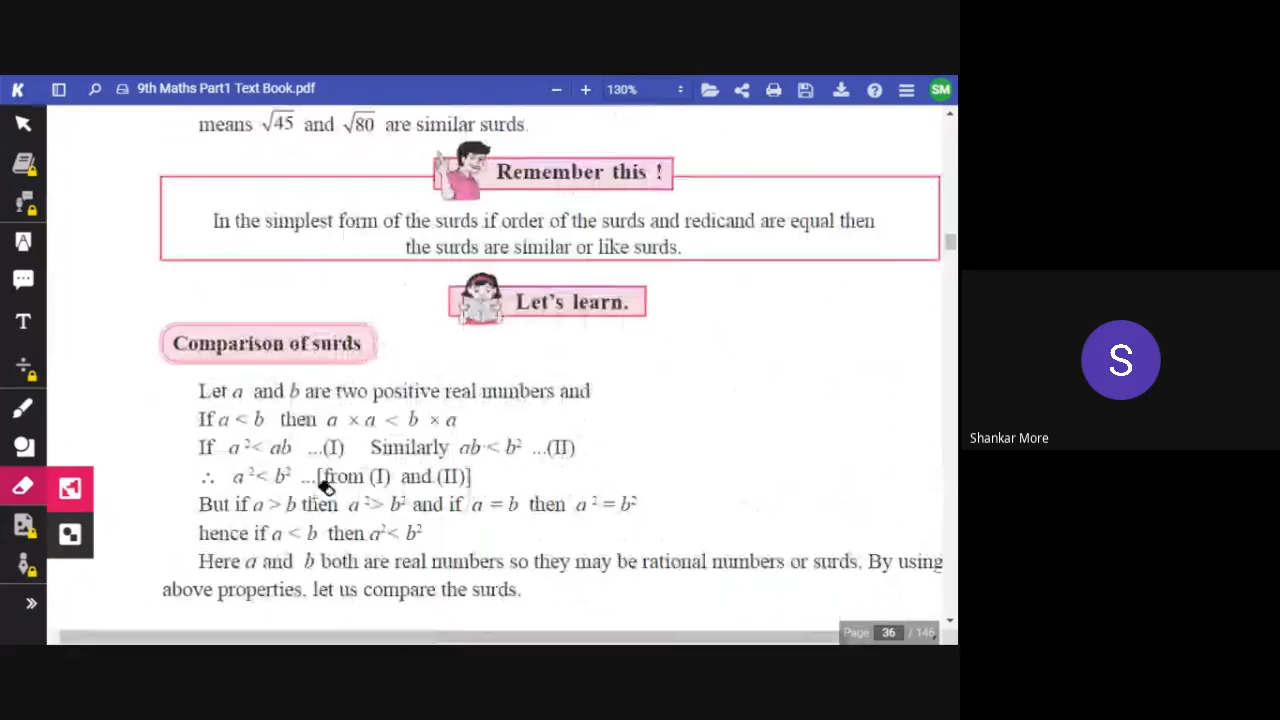 K
9th Maths Part1 Text Book.pdf
130%
SM
means √45 and √80 are similar surds.
Remember this !
In the simplest form of the surds if order of the surds and redicand are equal then
the surds are similar or like surds.
Let's learn.
Comparison of surds
Let a and b are two positive real numbers and
If a < b then a × a < b × a
If a² < ab ...(I) Similarly ab < b² ...(II)
∴ a² < b² ...[from (I) and (II)]
But if a > b then a² > b² and if a = b then a² = b²
hence if a < b then a² < b²
Here a and b both are real numbers so they may be rational numbers or surds. By using
above properties, let us compare the surds.
Page 36 / 146
S
Shankar More